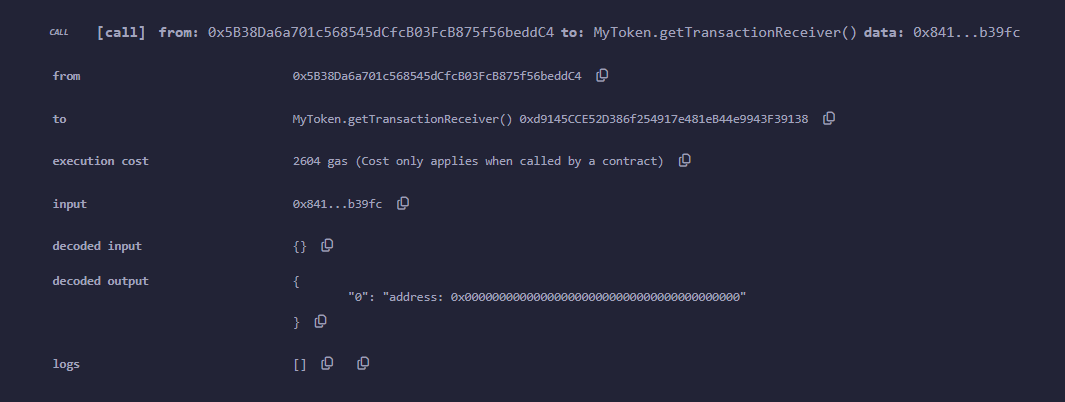 CALL [call] from: 0x5B38Da6a701c568545dCfcB03FcB875f56beddC4 to: MyToken.getTransactionReceiver() data: 0x841...b39fc
from 0x5B38Da6a701c568545dCfcB03FcB875f56beddC4
to MyToken.getTransactionReceiver() 0xd9145CCE52D386f254917e481eB44e9943F39138
execution cost 2604 gas (Cost only applies when called by a contract)
input 0x841...b39fc
decoded input {}
decoded output {
"0": "address: 0x0000000000000000000000000000000000000000"
}
logs []